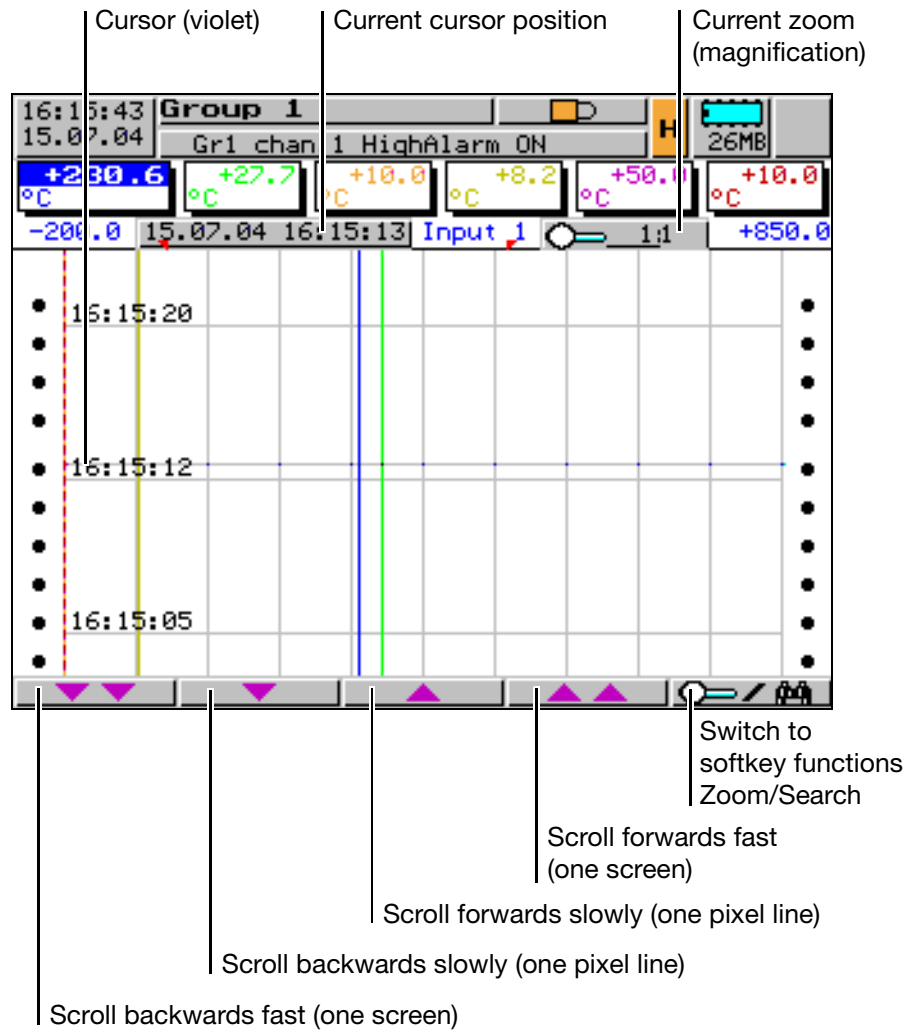 Cursor (violet)
Current cursor position
Current zoom
(magnification)
16:15:43
15.07.04
Group 1
Gr1 chan 1 HighAlarm ON
H
26MB
+230.6
°C
+27.7
°C
+10.0
°C
+8.2
°C
+50.0
°C
+10.0
°C
-200.0
15.07.04 16:15:13
Input 1
1:1
+850.0
16:15:20
16:15:12
16:15:05
Switch to
softkey functions
Zoom/Search
Scroll forwards fast
(one screen)
Scroll forwards slowly (one pixel line)
Scroll backwards slowly (one pixel line)
Scroll backwards fast (one screen)